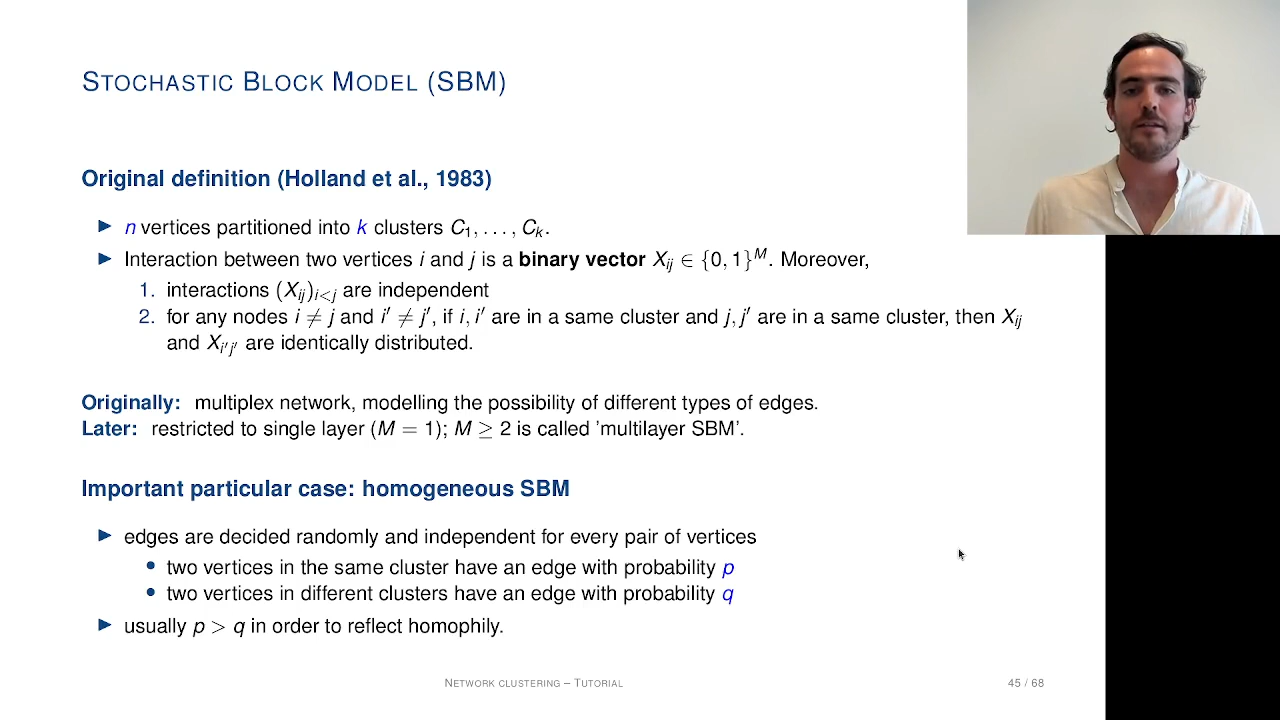 STOCHASTIC BLOCK MODEL (SBM)
Original definition (Holland et al., 1983)
► n vertices partitioned into k clusters C₁, . . . , Cₖ.
► Interaction between two vertices i and j is a binary vector Xᵢⱼ ∈ {0, 1}ᴹ. Moreover,
1. interactions (Xᵢⱼ)ᵢ<ⱼ are independent
2. for any nodes i ≠ j and i′ ≠ j′, if i, i′ are in a same cluster and j, j′ are in a same cluster, then Xᵢⱼ
and Xᵢ′ⱼ′ are identically distributed.
Originally: multiplex network, modelling the possibility of different types of edges.
Later: restricted to single layer (M = 1); M ≥ 2 is called 'multilayer SBM'.
Important particular case: homogeneous SBM
► edges are decided randomly and independent for every pair of vertices
• two vertices in the same cluster have an edge with probability p
• two vertices in different clusters have an edge with probability q
► usually p > q in order to reflect homophily.
NETWORK CLUSTERING – TUTORIAL
45 / 68